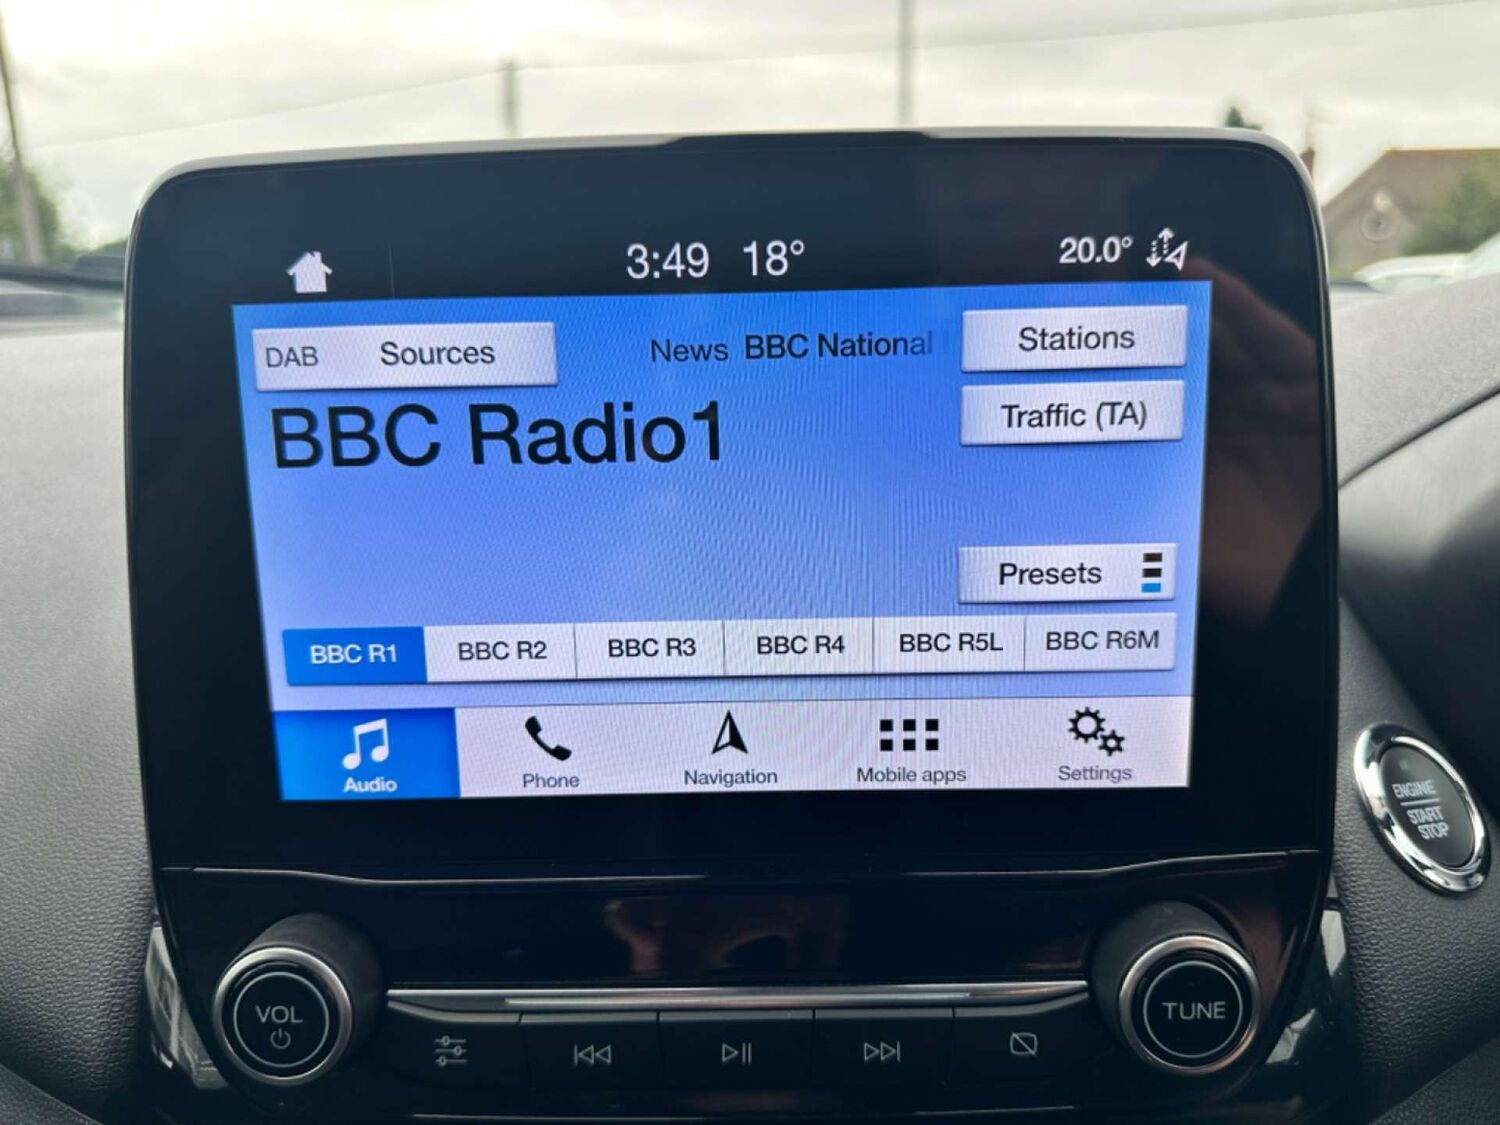 3:49 18° 20.0°
DAB Sources News BBC National Stations
BBC Radio1 Traffic (TA)
Presets
BBC R1 BBC R2 BBC R3 BBC R4 BBC R5L BBC R6M
Audio Phone Navigation Mobile apps Settings
ENGINE
START
STOP
VOL TUNE